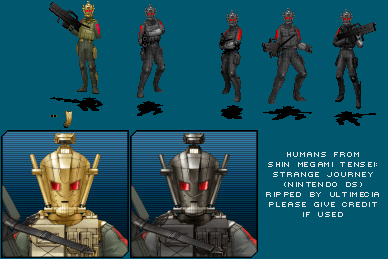 HUMANS FROM
SHIN MEGAMI TENSEI:
STRANGE JOURNEY
(NINTENDO DS)
RIPPED BY ULTIMECIA
PLEASE GIVE CREDIT
IF USED